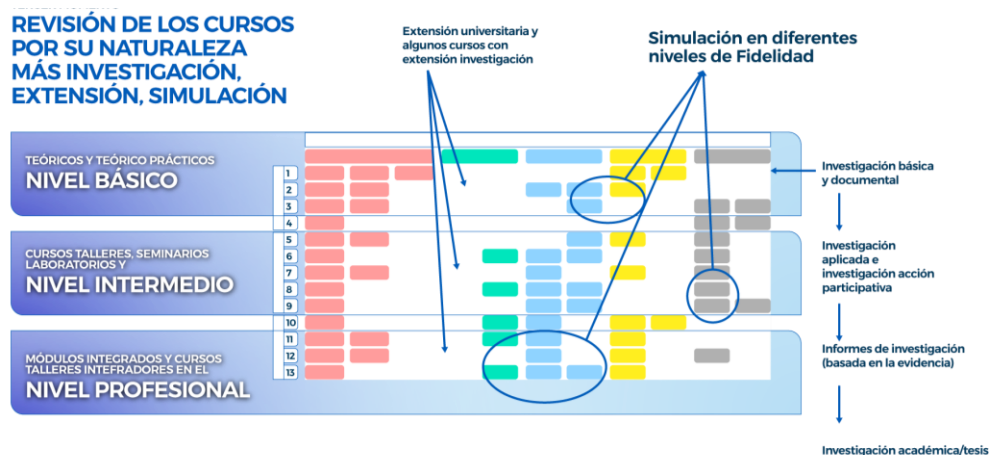 REVISIÓN DE LOS CURSOS
POR SU NATURALEZA
MÁS INVESTIGACIÓN,
EXTENSIÓN, SIMULACIÓN
Extensión universitaria y
algunos cursos con
extensión investigación
Simulación en diferentes
niveles de Fidelidad
TEÓRICOS Y TEÓRICO PRÁCTICOS
NIVEL BÁSICO
1
2
3
4
Investigación básica
y documental
CURSOS TALLERES, SEMINARIOS
LABORATORIOS Y
NIVEL INTERMEDIO
5
6
7
8
9
10
Investigación
aplicada e
investigación acción
participativa
MÓDULOS INTEGRADOS Y CURSOS
TALLERES INTEFRADORES EN EL
NIVEL PROFESIONAL
11
12
13
Informes de investigación
(basada en la evidencia)
Investigación académica/tesis